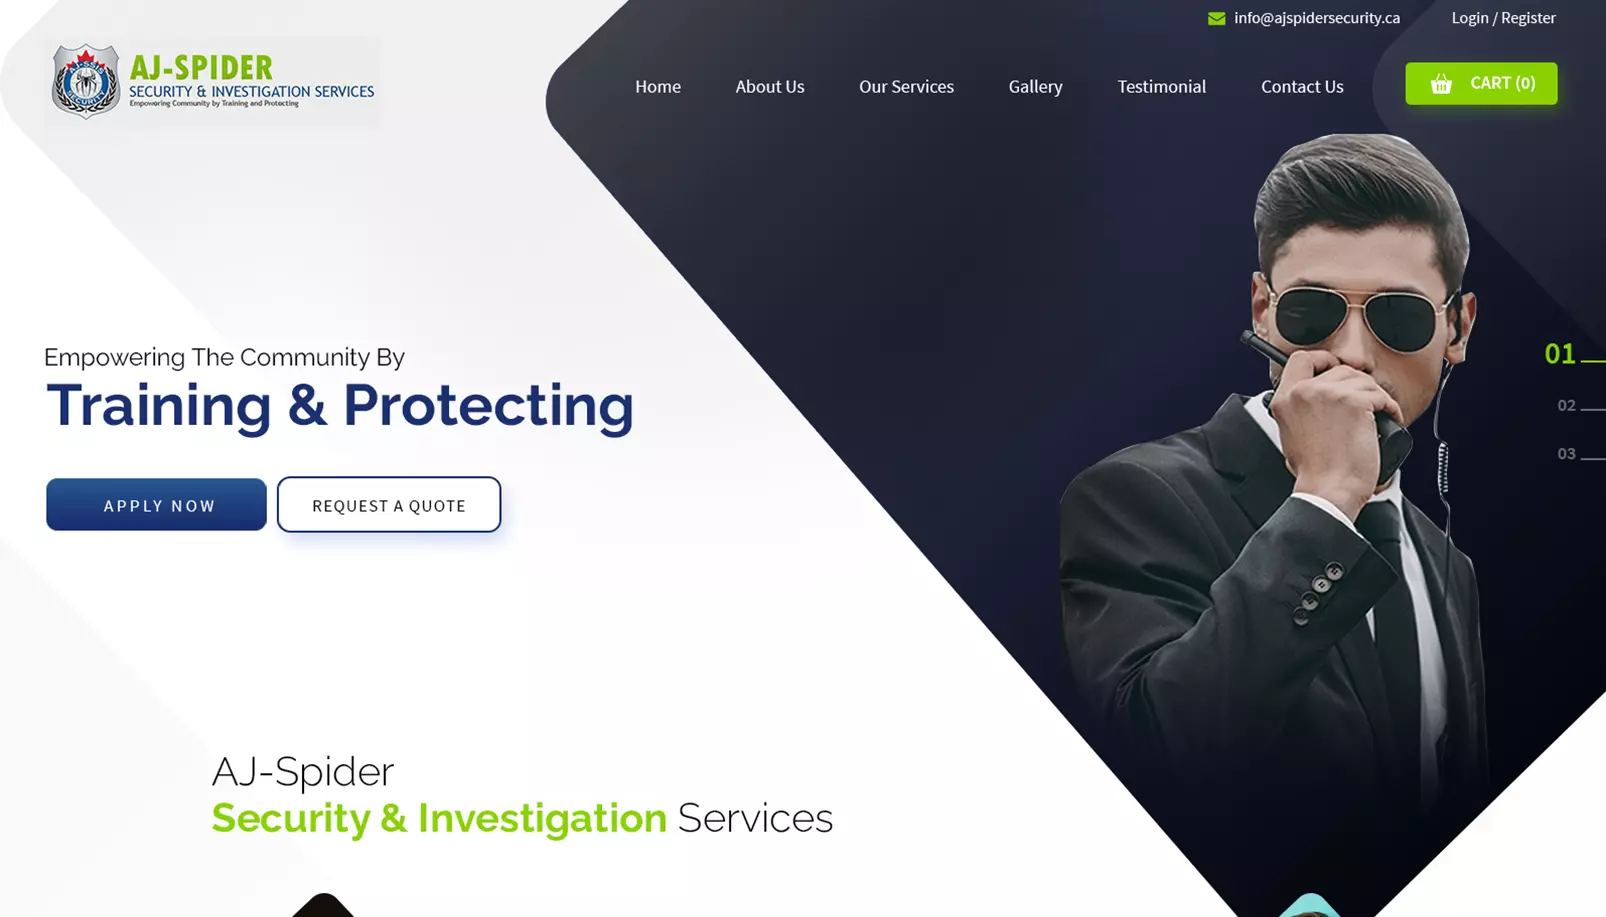 info@ajspidersecurity.ca
Login / Register
AJ-SPIDER
SECURITY & INVESTIGATION SERVICES
Empowering Community by Training and Protecting
SECURITY
Home
About Us
Our Services
Gallery
Testimonial
Contact Us
CART (0)
Empowering The Community By
Training & Protecting
APPLY NOW
REQUEST A QUOTE
01
02
03
AJ-Spider
Security & Investigation Services